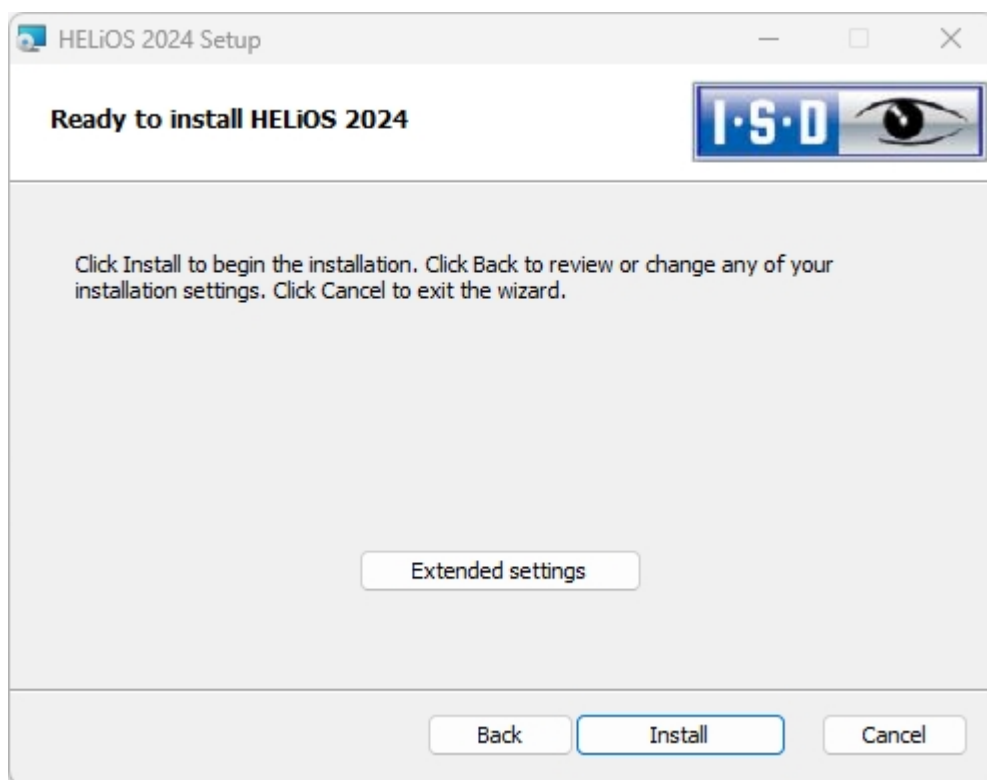 HELiOS 2024 Setup
Ready to install HELiOS 2024
I·S·D
Click Install to begin the installation. Click Back to review or change any of your
installation settings. Click Cancel to exit the wizard.
Extended settings
Back Install Cancel